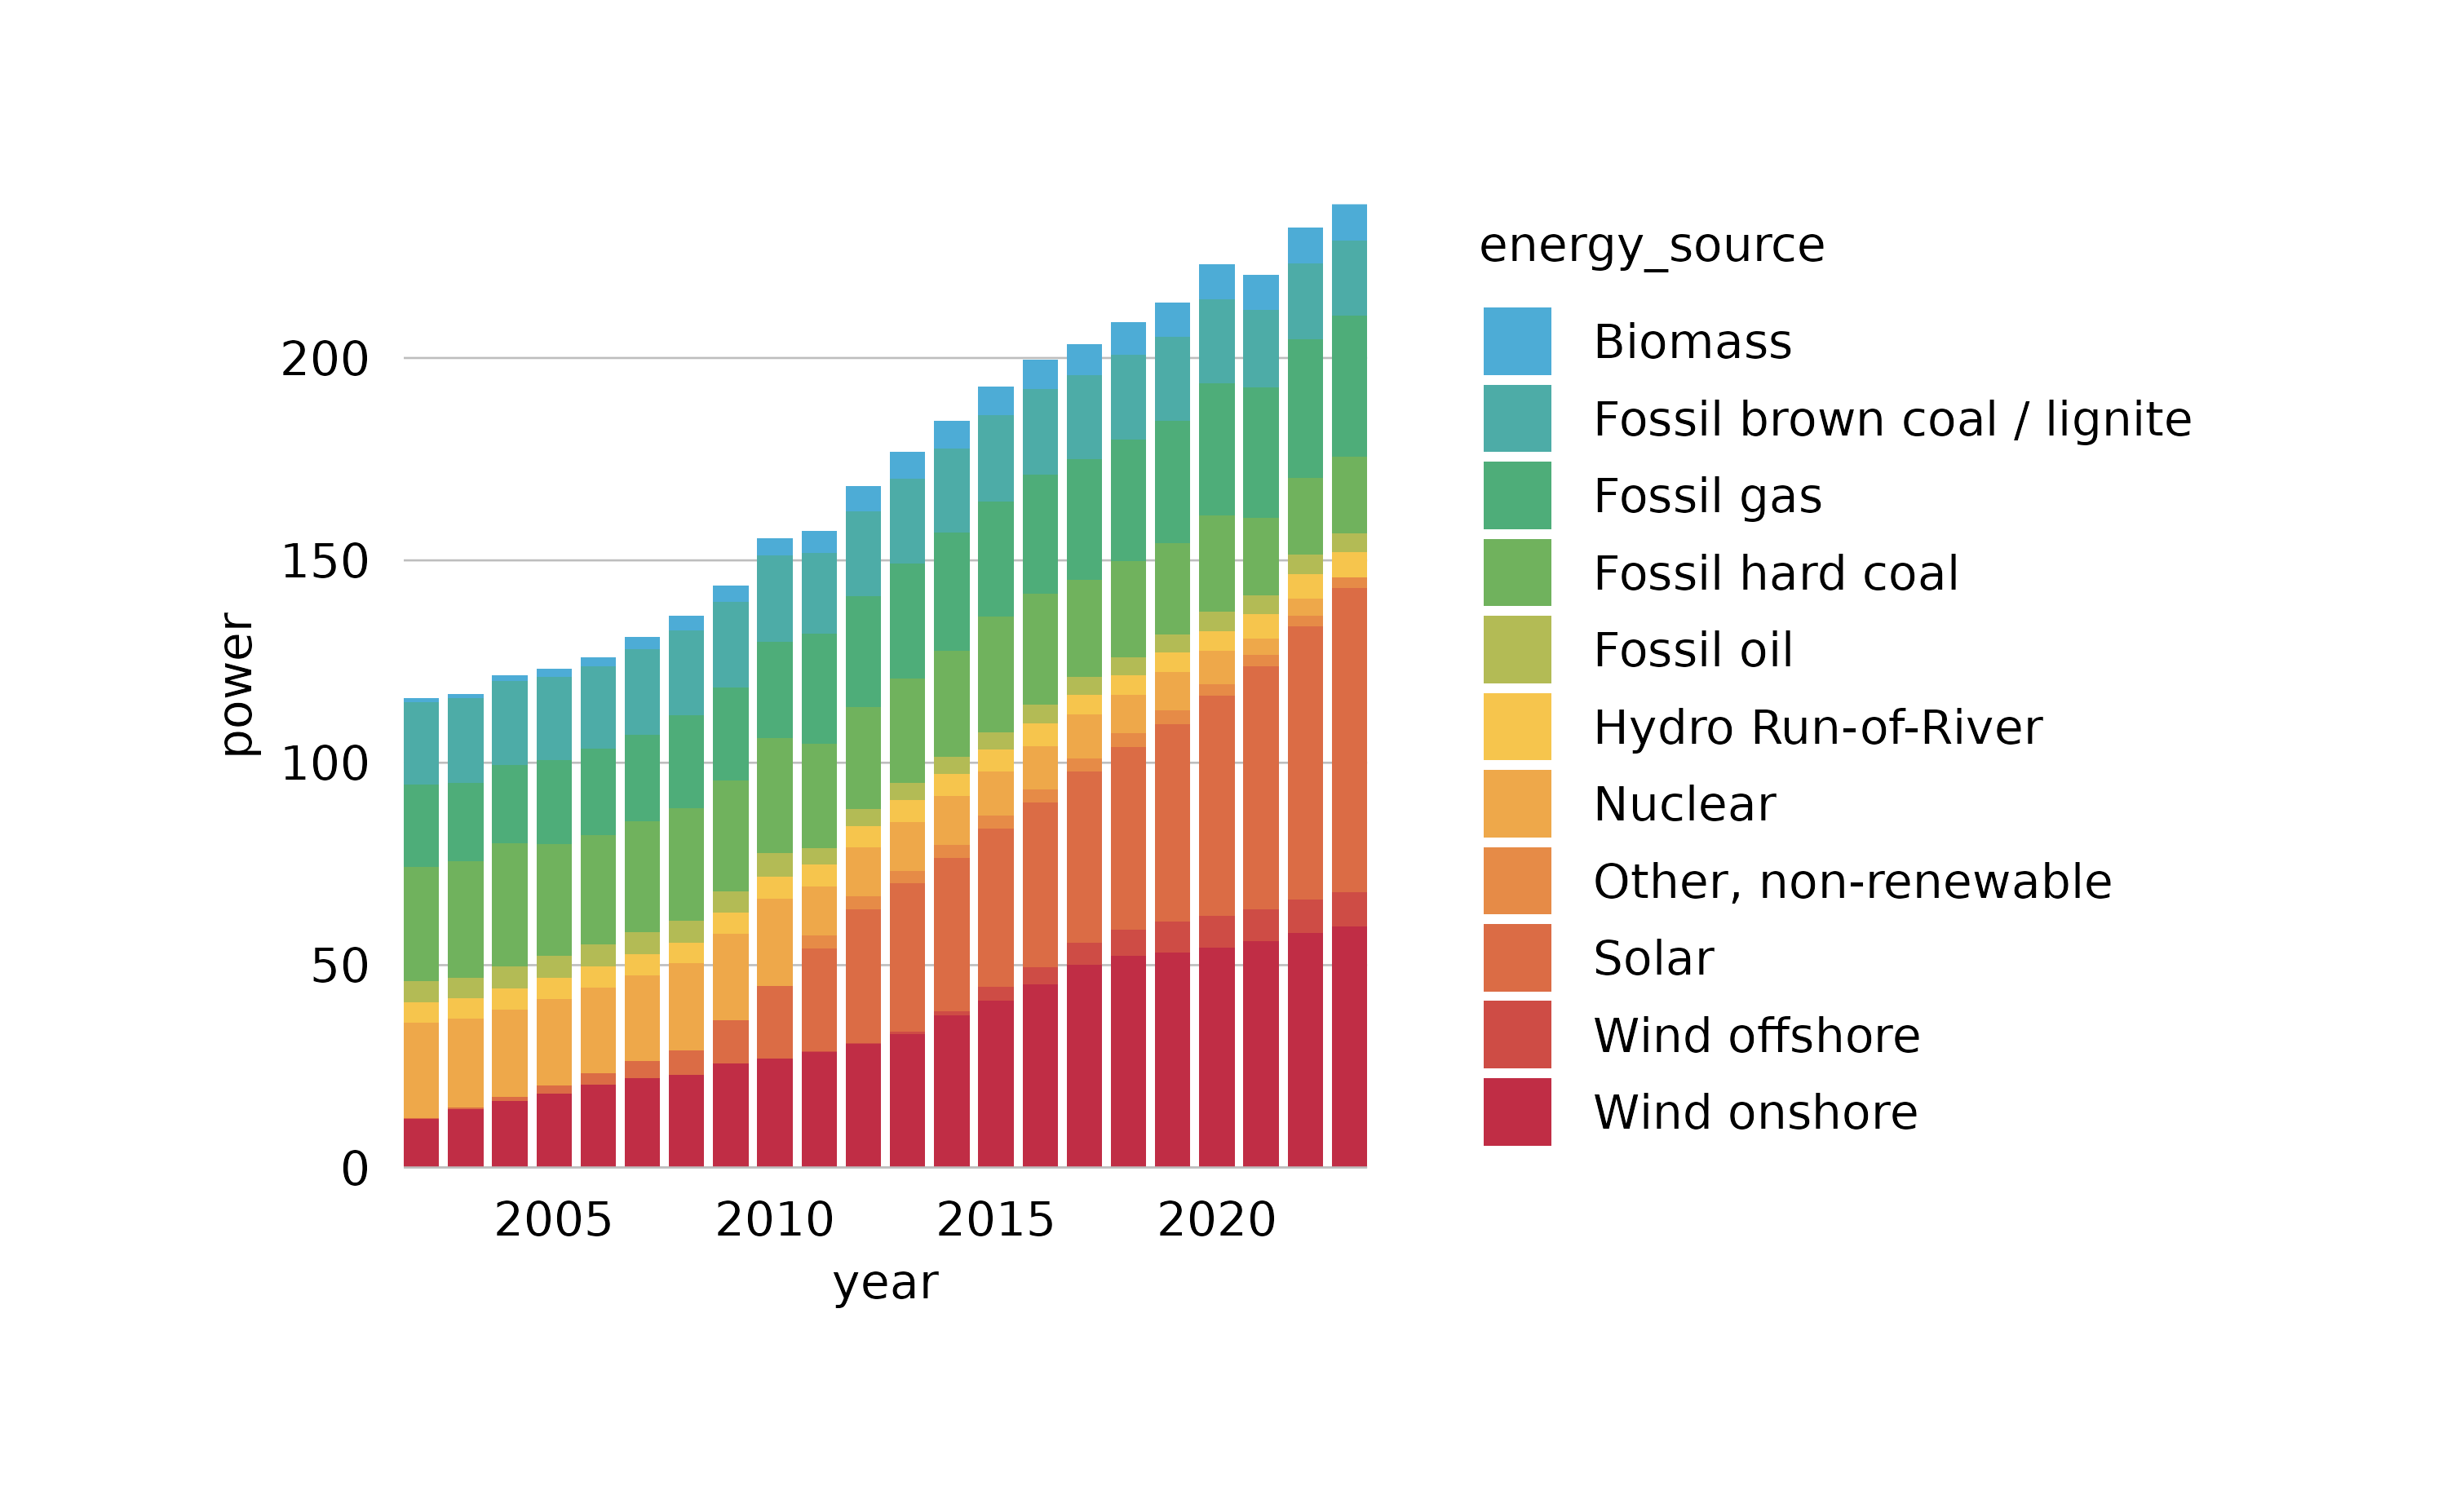 energy_source
Biomass
Fossil brown coal / lignite
Fossil gas
Fossil hard coal
Fossil oil
Hydro Run-of-River
Nuclear
Other, non-renewable
Solar
Wind offshore
Wind onshore
power
200
150
100
50
0
2005 2010 2015 2020
year